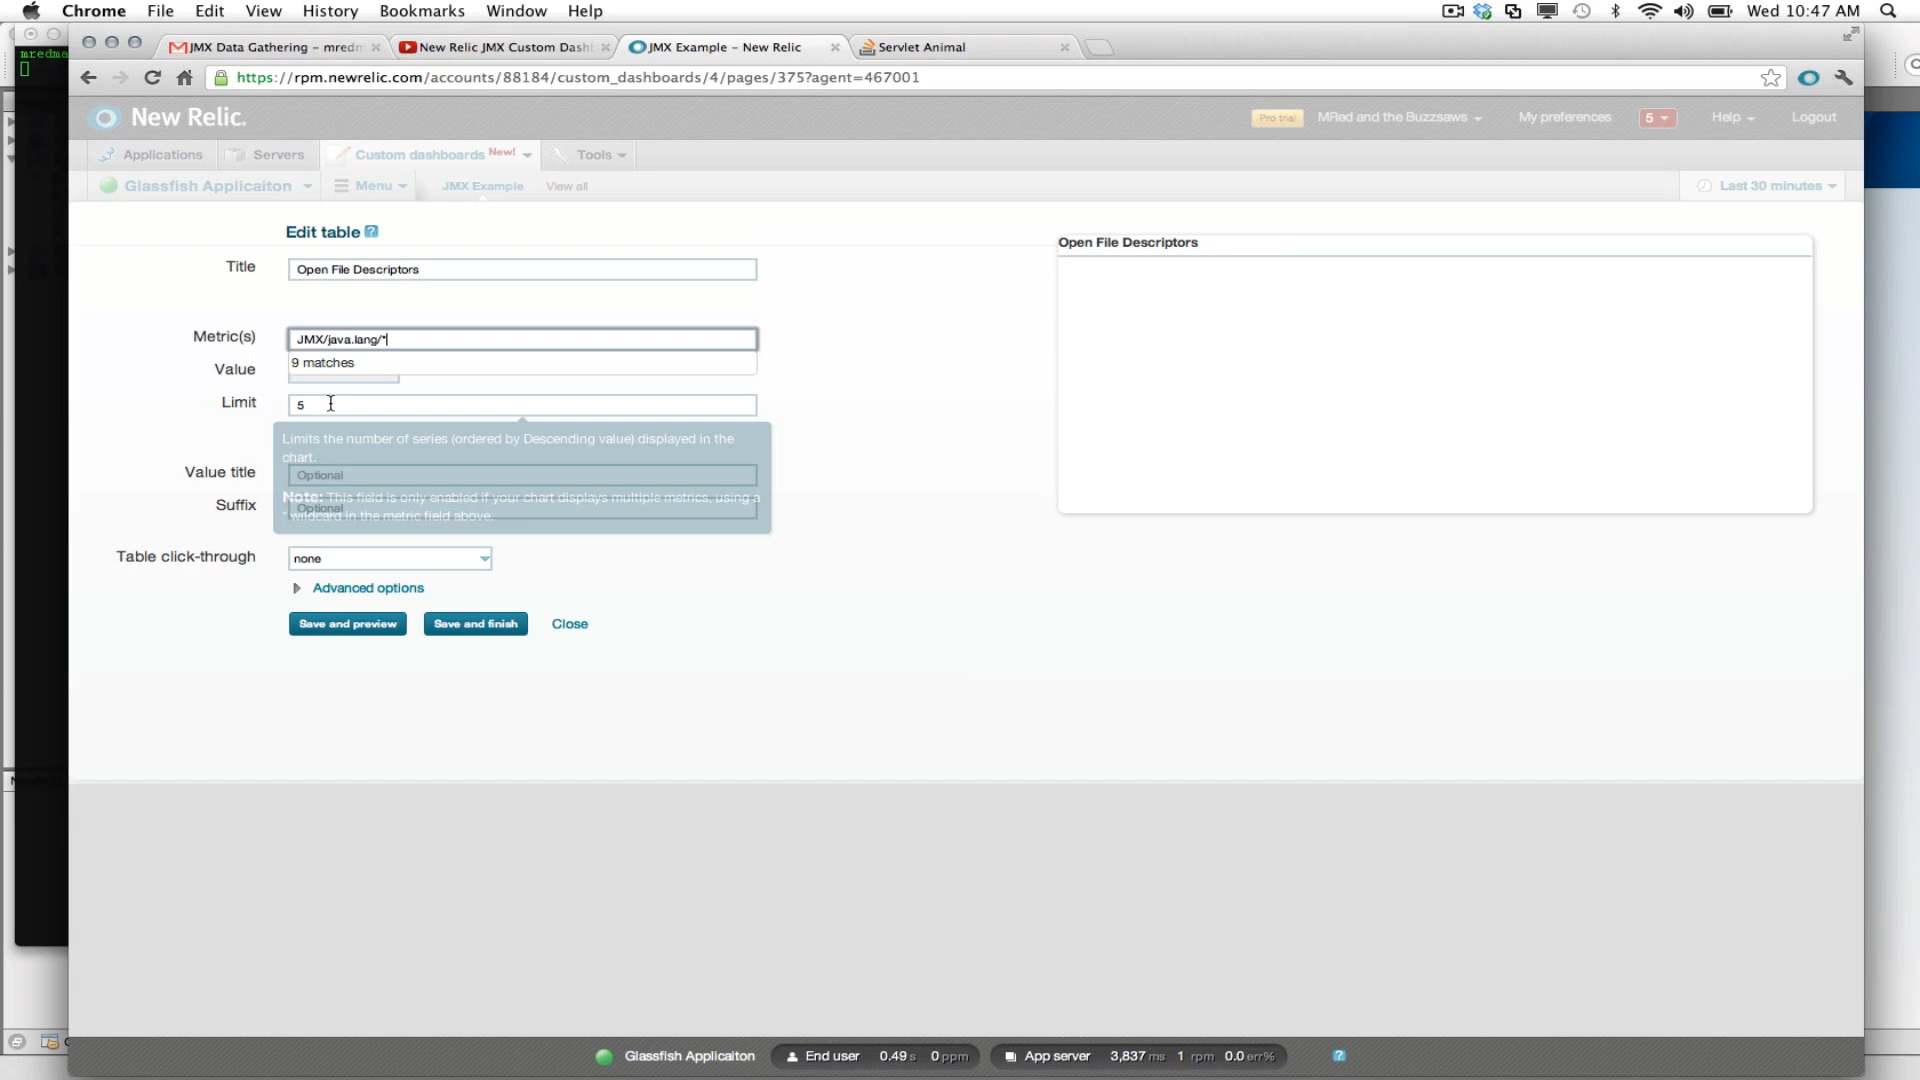 Chrome File Edit View History Bookmarks Window Help Wed 10:47 AM
mredma
JMX Data Gathering – mredm New Relic JMX Custom Dashb JMX Example – New Relic Servlet Animal
https://rpm.newrelic.com/accounts/88184/custom_dashboards/4/pages/375?agent=467001
New Relic. Pro trial MRed and the Buzzsaws My preferences 5 Help Logout
Applications Servers Custom dashboards New! Tools
Glassfish Applicaiton Menu JMX Example View all Last 30 minutes
Edit table ?
Open File Descriptors
Title Open File Descriptors
Metric(s) JMX/java.lang/*
9 matches
Value
Limit 5
Limits the number of series (ordered by Descending value) displayed in the
chart.
Value title Optional
Note: This field is only enabled if your chart displays multiple metrics, using a
Suffix Optional
* wildcard in the metric field above.
Table click-through none
Advanced options
Save and preview Save and finish Close
Glassfish Applicaiton End user 0.49 s 0 ppm App server 3,837 ms 1 rpm 0.0 err% ?